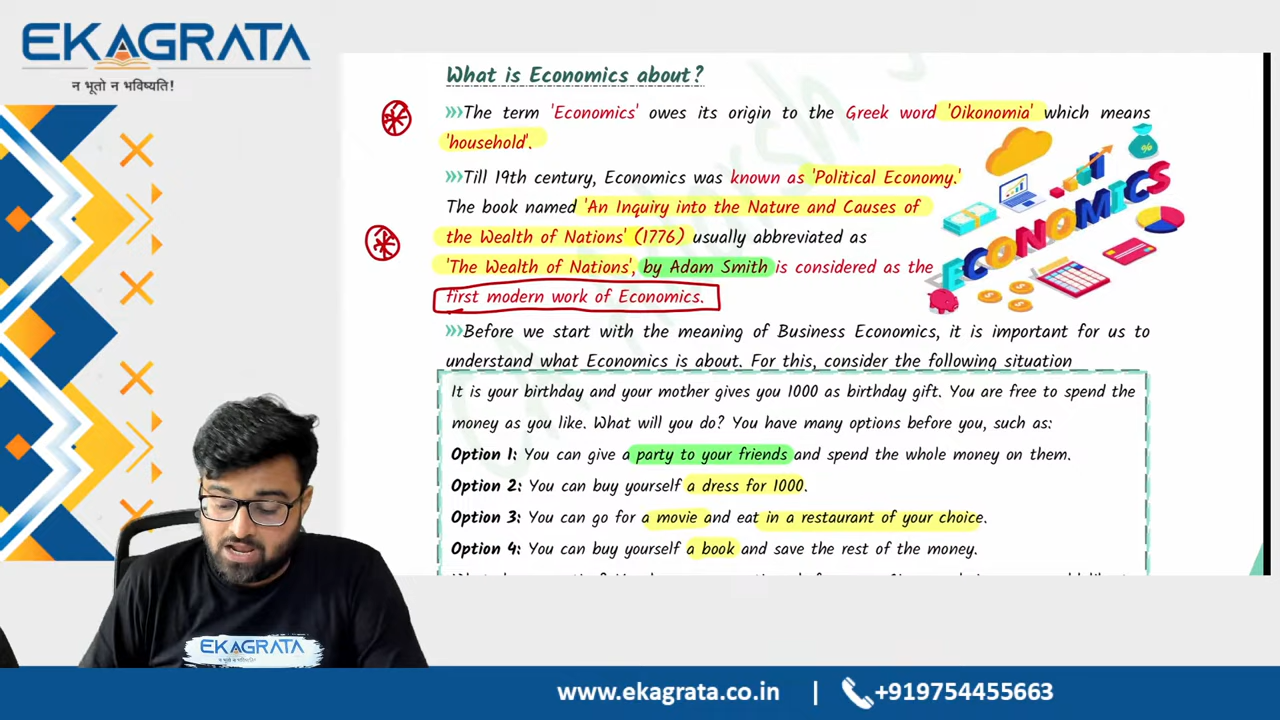 EKAGRATA
न भूतो न भविष्यति!
What is Economics about?
»»The term 'Economics' owes its origin to the Greek word 'Oikonomia' which means
'household'.
»»Till 19th century, Economics was known as 'Political Economy.'
The book named 'An Inquiry into the Nature and Causes of
the Wealth of Nations' (1776) usually abbreviated as
'The Wealth of Nations', by Adam Smith is considered as the
first modern work of Economics.
ECONOMICS
%
»»Before we start with the meaning of Business Economics, it is important for us to
understand what Economics is about. For this, consider the following situation
It is your birthday and your mother gives you 1000 as birthday gift. You are free to spend the
money as you like. What will you do? You have many options before you, such as:
Option 1: You can give a party to your friends and spend the whole money on them.
Option 2: You can buy yourself a dress for 1000.
Option 3: You can go for a movie and eat in a restaurant of your choice.
Option 4: You can buy yourself a book and save the rest of the money.
EKAGRATA
न भूतो न भविष्यति!
www.ekagrata.co.in | +919754455663